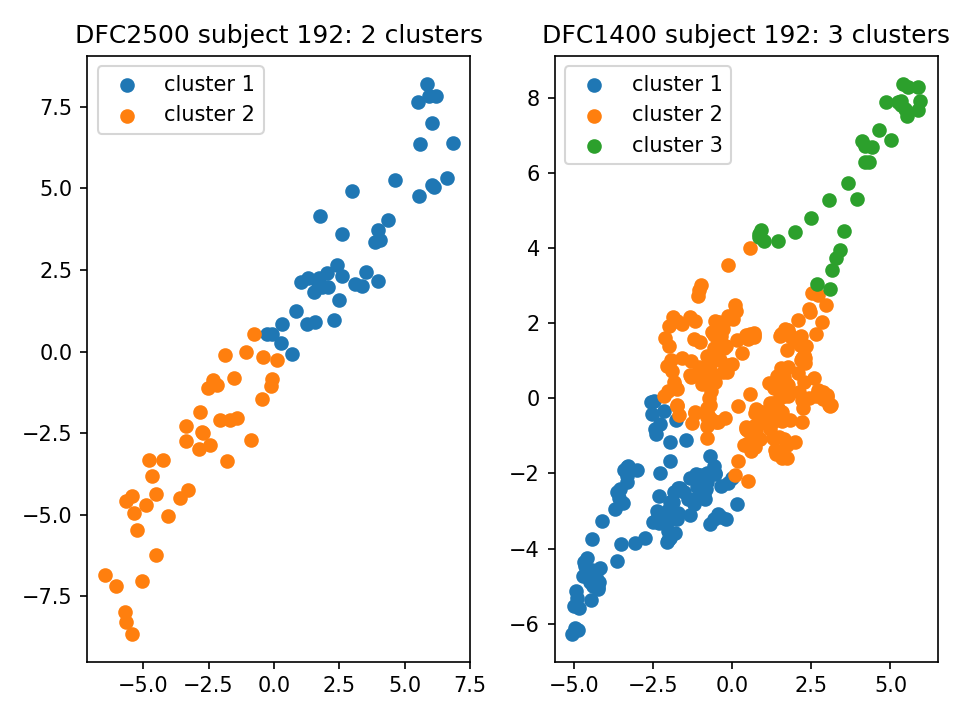 DFC2500 subject 192: 2 clusters
cluster 1
cluster 2
7.5
5.0
2.5
0.0
−2.5
−5.0
−7.5
−5.0 −2.5 0.0 2.5 5.0 7.5
DFC1400 subject 192: 3 clusters
cluster 1
cluster 2
cluster 3
8
6
4
2
0
−2
−4
−6
−5.0 −2.5 0.0 2.5 5.0